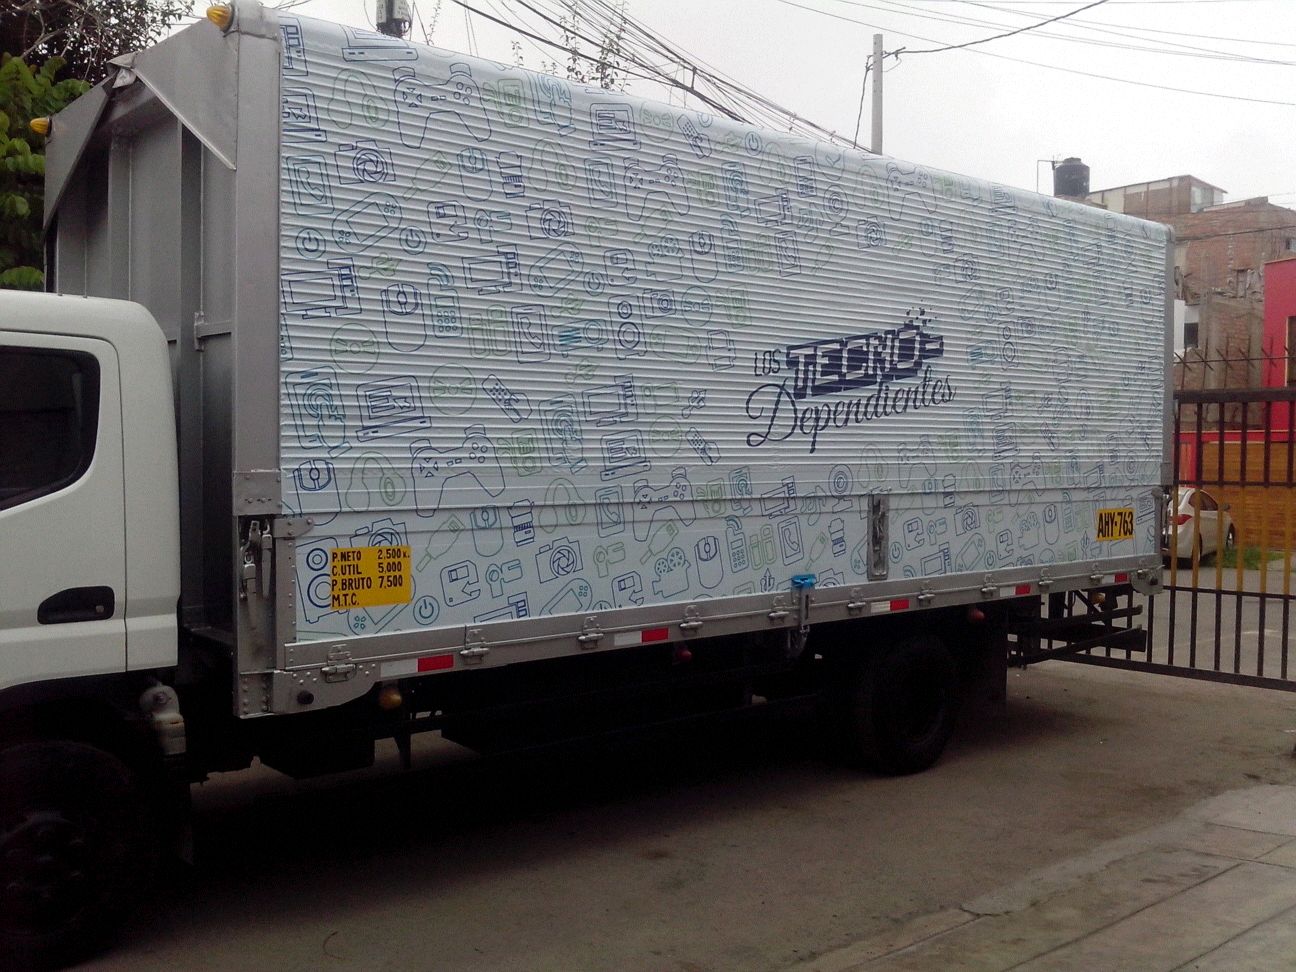 LOS TECNO
Dependientes
P. NETO 2.500 K.
C. UTIL 5.000
P. BRUTO 7.500
M.T.C.
AHY-763